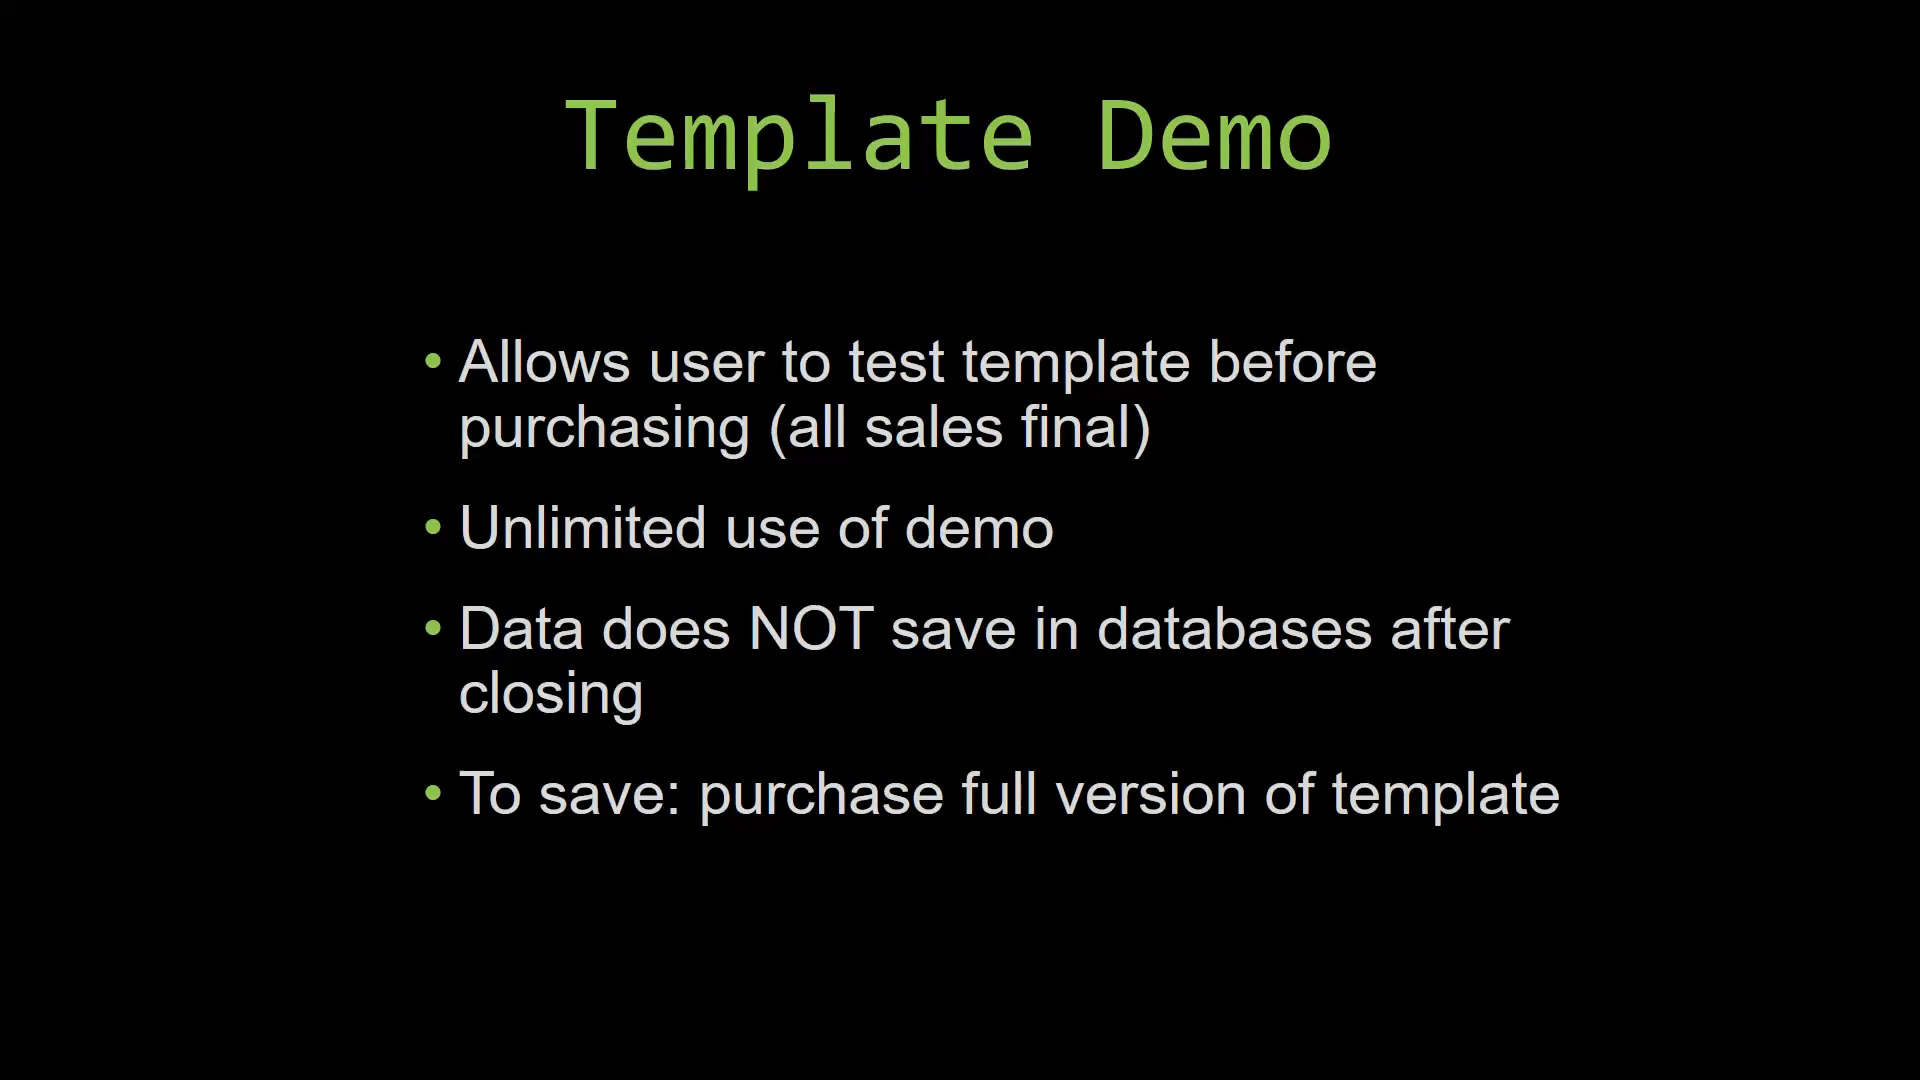 Template Demo
• Allows user to test template before
purchasing (all sales final)
• Unlimited use of demo
• Data does NOT save in databases after
closing
• To save: purchase full version of template